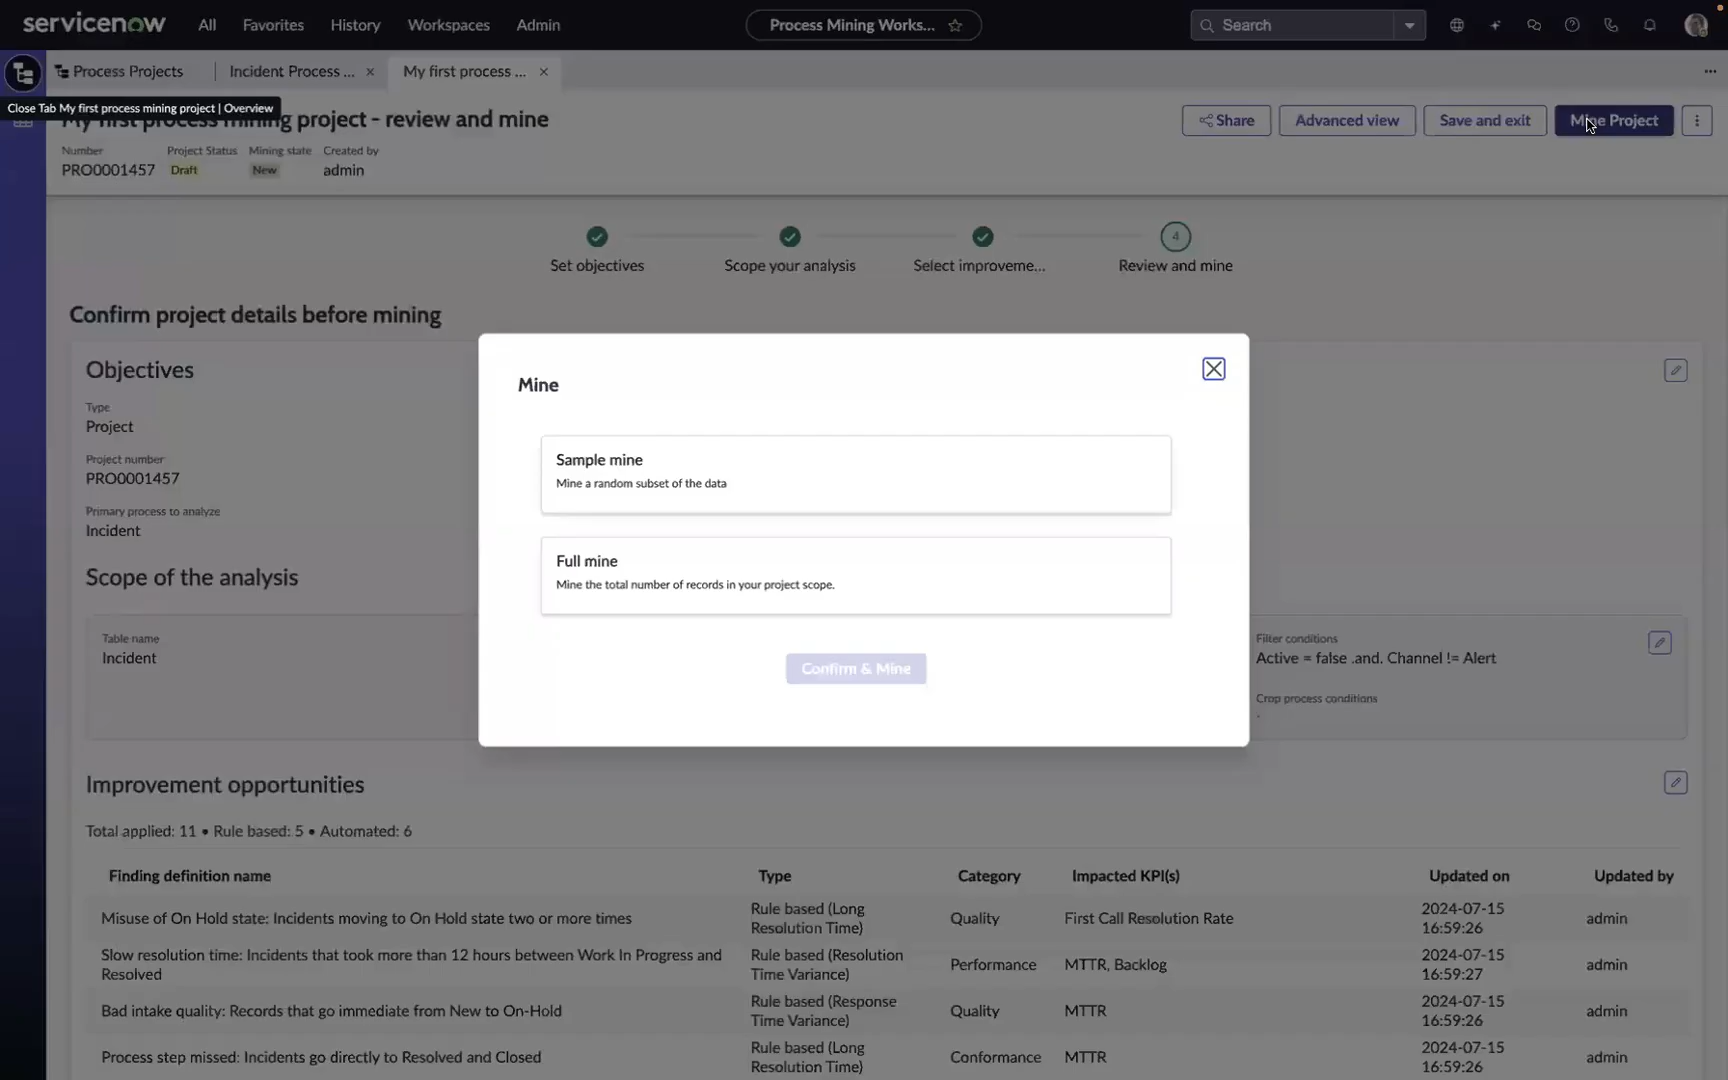 servicenow All Favorites History Workspaces Admin Process Mining Works... Search
Process Projects Incident Process ... My first process ...
Close Tab My first process mining project | Overview
My first process mining project - review and mine Share Advanced view Save and exit Mine Project
Number Project Status Mining state Created by
PRO0001457 Draft New admin
4
Set objectives Scope your analysis Select improveme... Review and mine
Confirm project details before mining
Objectives
Type
Project
Project number
PRO0001457
Primary process to analyze
Incident
Mine
Sample mine
Mine a random subset of the data
Full mine
Mine the total number of records in your project scope.
Confirm & Mine
Scope of the analysis
Table name
Incident
Filter conditions
Active = false .and. Channel != Alert
Crop process conditions
.
Improvement opportunities
Total applied: 11 • Rule based: 5 • Automated: 6
Finding definition name Type Category Impacted KPI(s) Updated on Updated by
Misuse of On Hold state: Incidents moving to On Hold state two or more times Rule based (Long Resolution Time) Quality First Call Resolution Rate 2024-07-15 16:59:26 admin
Slow resolution time: Incidents that took more than 12 hours between Work In Progress and Resolved Rule based (Resolution Time Variance) Performance MTTR, Backlog 2024-07-15 16:59:27 admin
Bad intake quality: Records that go immediate from New to On-Hold Rule based (Response Time Variance) Quality MTTR 2024-07-15 16:59:26 admin
Process step missed: Incidents go directly to Resolved and Closed Rule based (Long Resolution Time) Conformance MTTR 2024-07-15 16:59:26 admin